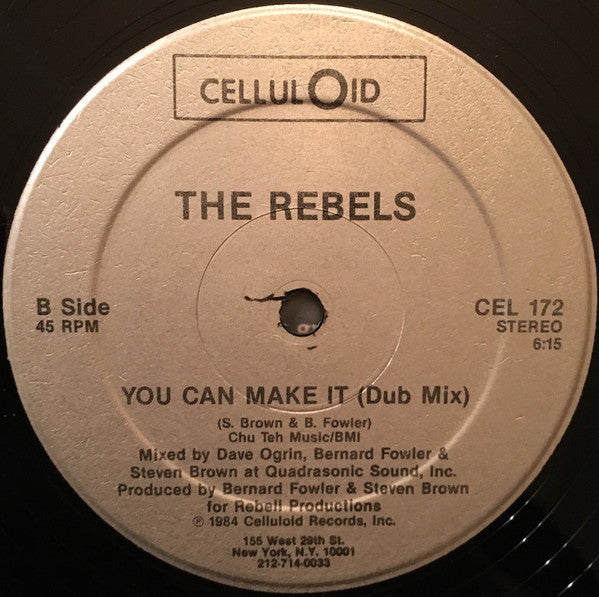 CELLULOID
THE REBELS
B Side
45 RPM
CEL 172
STEREO
6:15
YOU CAN MAKE IT (Dub Mix)
(S. Brown & B. Fowler)
Chu Teh Music/BMI
Mixed by Dave Ogrin, Bernard Fowler &
Steven Brown at Quadrasonic Sound, Inc.
Produced by Bernard Fowler & Steven Brown
for Rebell Productions
℗ 1984 Celluloid Records, Inc.
155 West 29th St.
New York, N.Y. 10001
212-714-0033